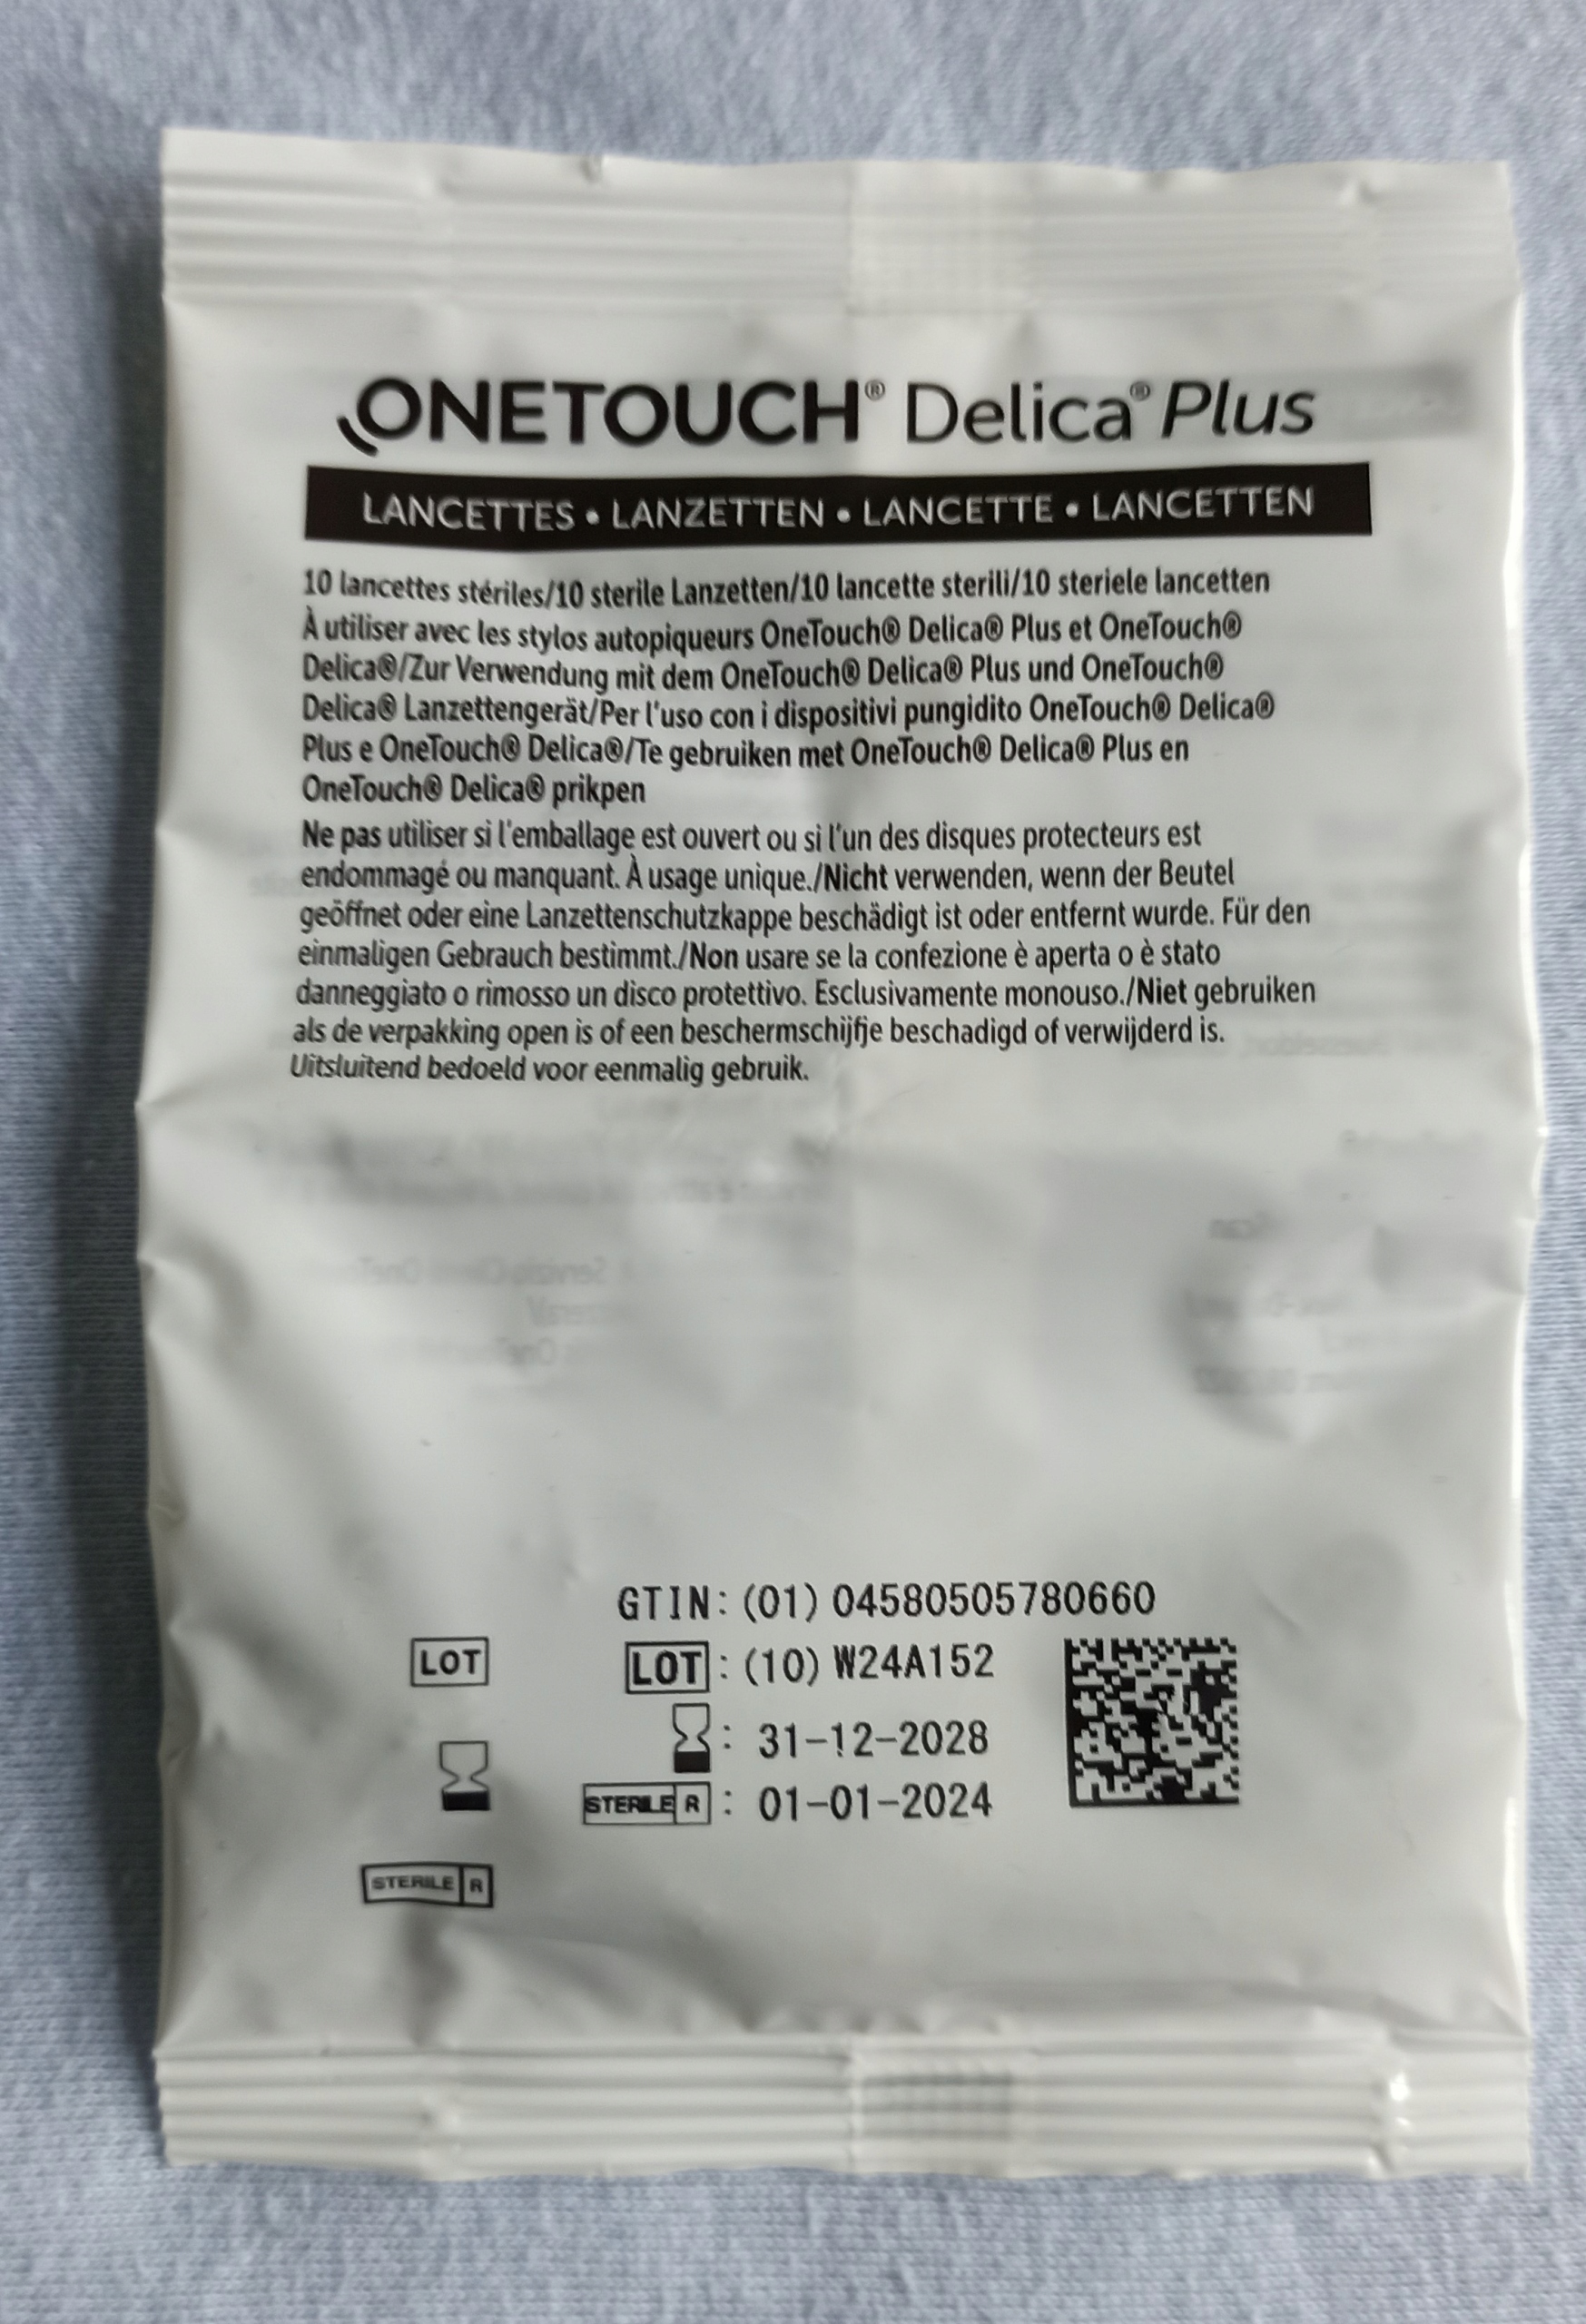 ONETOUCH® Delica® Plus
LANCETTES • LANZETTEN • LANCETTE • LANCETTEN
10 lancettes stériles/10 sterile Lanzetten/10 lancette sterili/10 steriele lancetten
À utiliser avec les stylos autopiqueurs OneTouch® Delica® Plus et OneTouch®
Delica®/Zur Verwendung mit dem OneTouch® Delica® Plus und OneTouch®
Delica® Lanzettengerät/Per l'uso con i dispositivi pungidito OneTouch® Delica®
Plus e OneTouch® Delica®/Te gebruiken met OneTouch® Delica® Plus en
OneTouch® Delica® prikpen
Ne pas utiliser si l'emballage est ouvert ou si l'un des disques protecteurs est
endommagé ou manquant. À usage unique./Nicht verwenden, wenn der Beutel
geöffnet oder eine Lanzettenschutzkappe beschädigt ist oder entfernt wurde. Für den
einmaligen Gebrauch bestimmt./Non usare se la confezione è aperta o è stato
danneggiato o rimosso un disco protettivo. Esclusivamente monouso./Niet gebruiken
als de verpakking open is of een beschermschijfje beschadigd of verwijderd is.
Uitsluitend bedoeld voor eenmalig gebruik.
GTIN: (01) 04580505780660
LOT LOT: (10) W24A152
: 31-12-2028
STERILE R : 01-01-2024
STERILE R